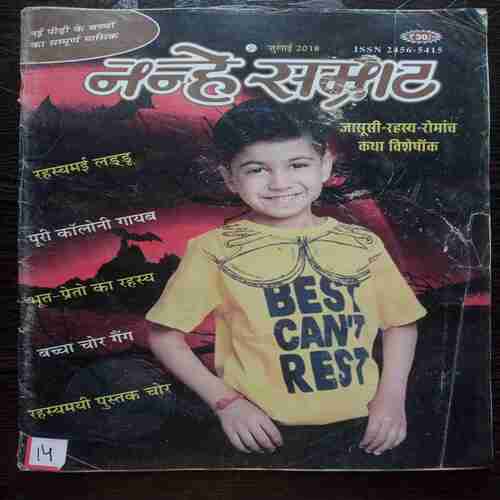 नई पीढ़ी के बच्चों
का सम्पूर्ण मासिक
जुलाई 2018
₹30/-
ISSN 2456-5415
नन्हे सम्राट
जासूसी-रहस्य-रोमांच
कथा विशेषांक
रहस्यमई लड्डू
पूरी कॉलोनी गायब
भूत-प्रेतो का रहस्य
बच्चा चोर गैंग
रहस्यमयी पुस्तक चोर
BEST
CAN'T
REST
14